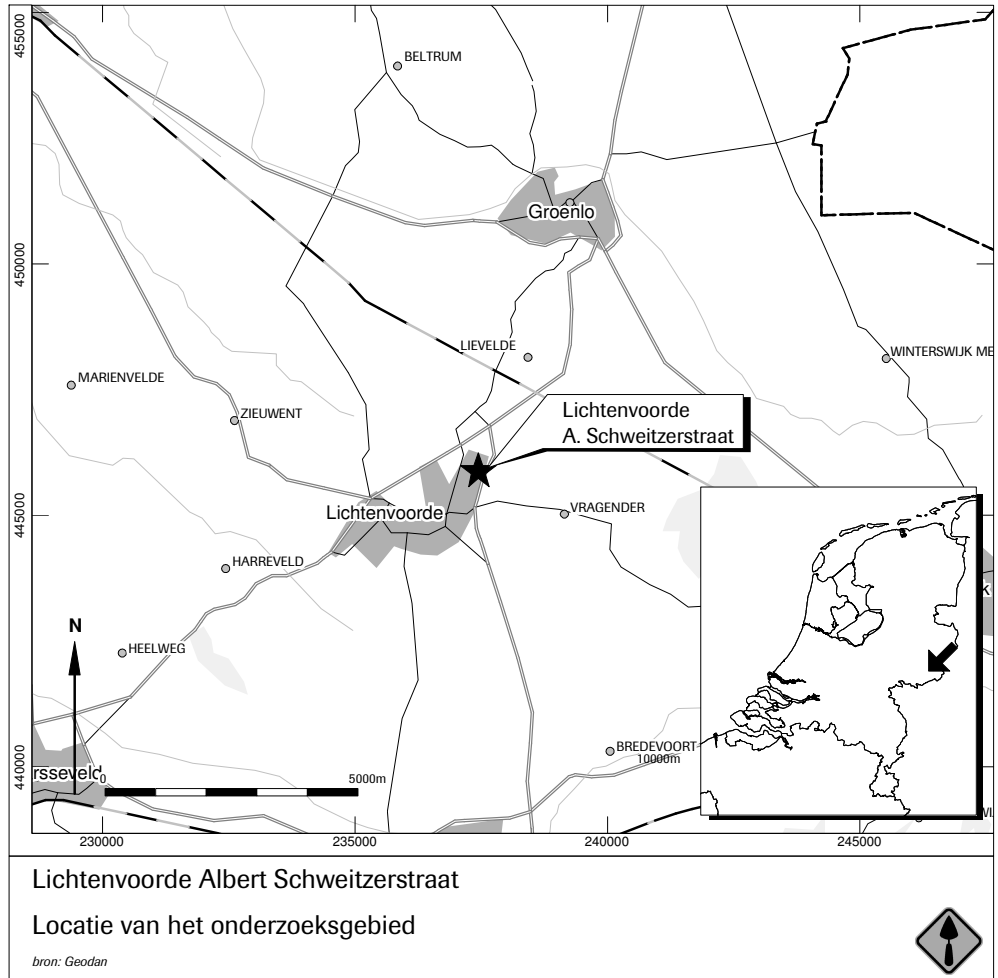 455000
BELTRUM
Groenlo
450000
LIEVELDE
WINTERSWIJK ME
MARIENVELDE
ZIEUWENT
Lichtenvoorde
A. Schweitzerstraat
445000
Lichtenvoorde
VRAGENDER
HARREVELD
k
N
HEELWEG
BREDEVOORT
10000m
440000
rsseveld
0
5000m
230000
235000
240000
245000
Lichtenvoorde Albert Schweitzerstraat
Locatie van het onderzoeksgebied
bron: Geodan